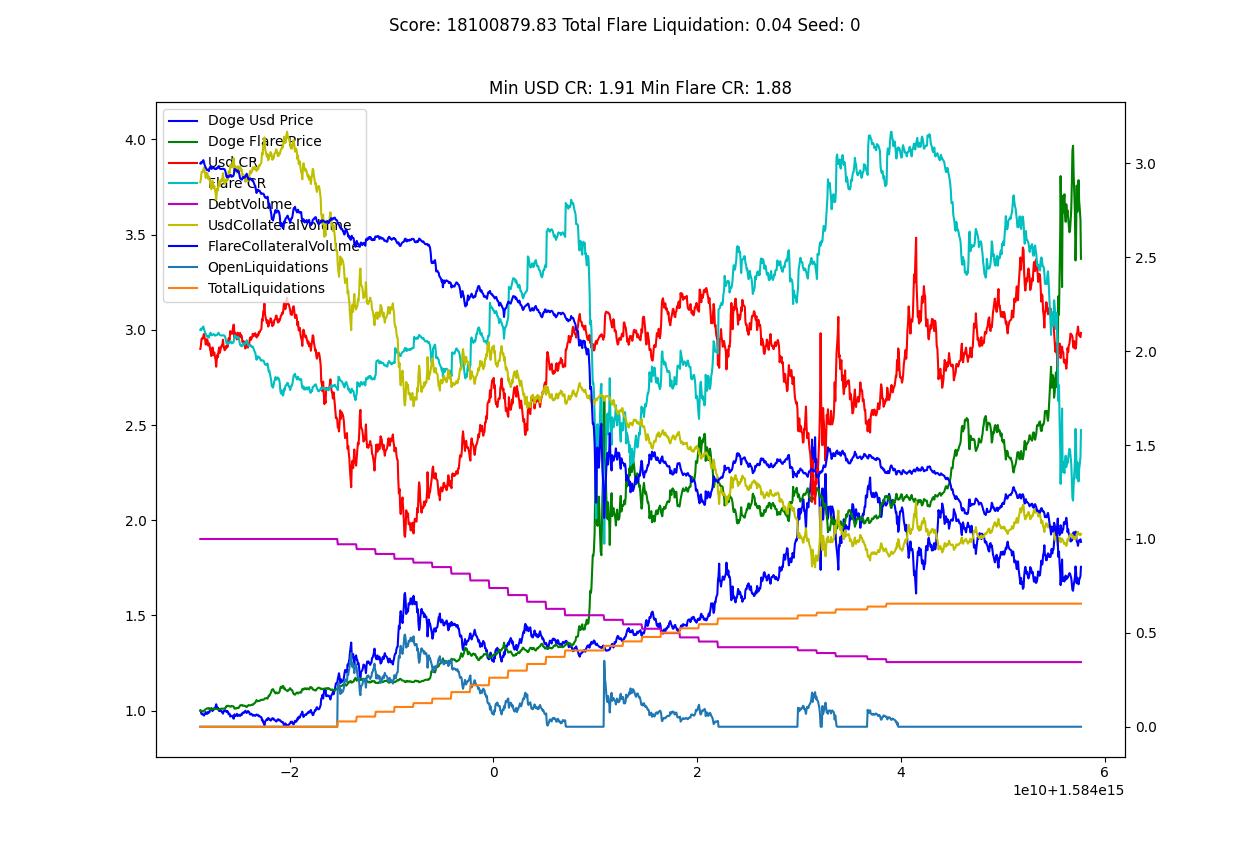 Score: 18100879.83 Total Flare Liquidation: 0.04 Seed: 0
Min USD CR: 1.91 Min Flare CR: 1.88
Doge Usd Price
Doge Flare Price
Usd CR
Flare CR
DebtVolume
UsdCollateralVolume
FlareCollateralVolume
OpenLiquidations
TotalLiquidations
4.0
3.5
3.0
2.5
2.0
1.5
1.0
3.0
2.5
2.0
1.5
1.0
0.5
0.0
−2
0
2
4
6
1e10+1.584e15